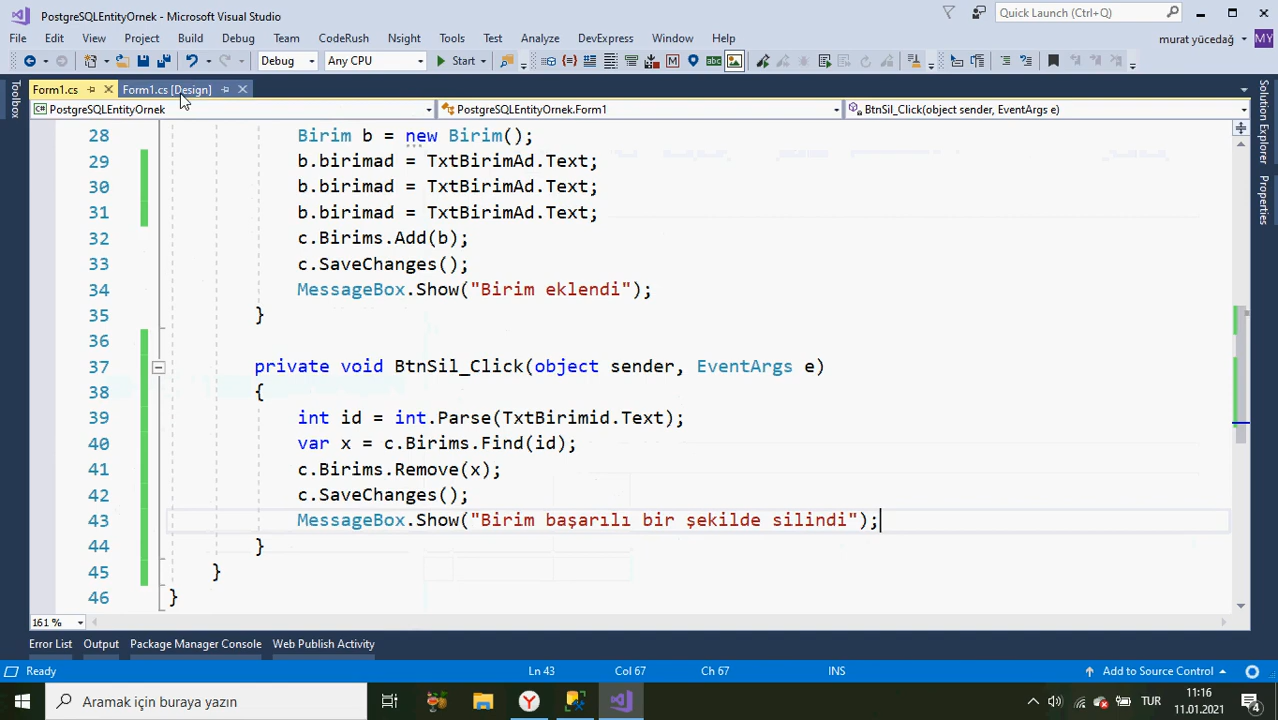 PostgreSQLEntityOrnek - Microsoft Visual Studio
Quick Launch (Ctrl+Q)
File Edit View Project Build Debug Team CodeRush Nsight Tools Test Analyze DevExpress Window Help
murat yücedağ MY
Debug Any CPU Start abc
Form1.cs Form1.cs [Design]
PostgreSQLEntityOrnek PostgreSQLEntityOrnek.Form1 BtnSil_Click(object sender, EventArgs e)
Toolbox
Solution Explorer
Properties
28 Birim b = new Birim();
29 b.birimad = TxtBirimAd.Text;
30 b.birimad = TxtBirimAd.Text;
31 b.birimad = TxtBirimAd.Text;
32 c.Birims.Add(b);
33 c.SaveChanges();
34 MessageBox.Show("Birim eklendi");
35 }
36
37 private void BtnSil_Click(object sender, EventArgs e)
38 {
39 int id = int.Parse(TxtBirimid.Text);
40 var x = c.Birims.Find(id);
41 c.Birims.Remove(x);
42 c.SaveChanges();
43 MessageBox.Show("Birim başarılı bir şekilde silindi");
44 }
45 }
46 }
161 %
Error List Output Package Manager Console Web Publish Activity
Ready Ln 43 Col 67 Ch 67 INS Add to Source Control
Aramak için buraya yazın
TUR
11:16
11.01.2021
4